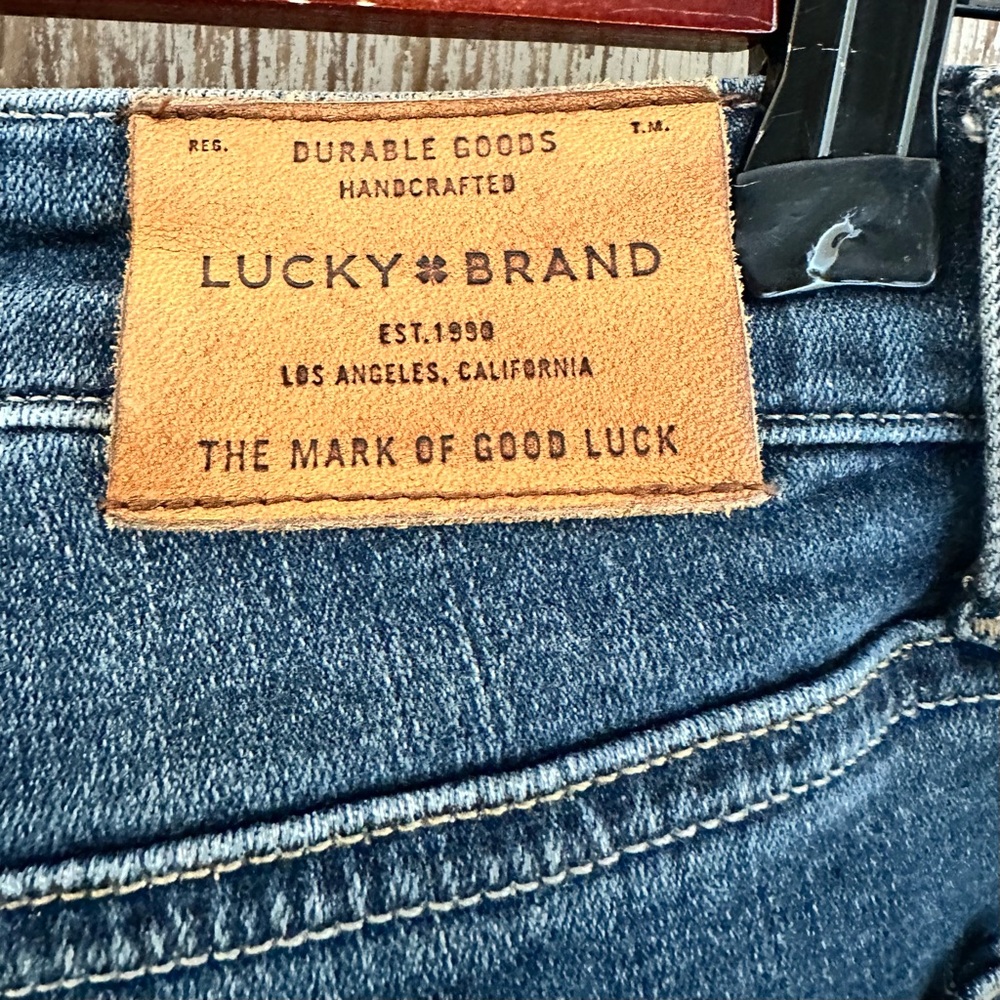 REG. DURABLE GOODS T.M.
HANDCRAFTED
LUCKY BRAND
EST.1990
LOS ANGELES, CALIFORNIA
THE MARK OF GOOD LUCK